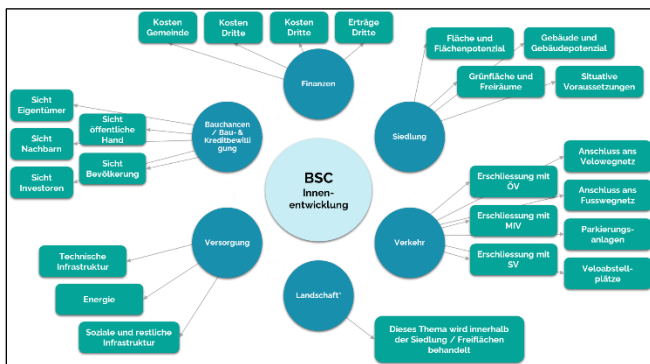 Kosten
Gemeinde
Kosten
Dritte
Kosten
Dritte
Erträge
Dritte
Finanzen
Fläche und
Flächenpotenzial
Gebäude und
Gebäudepotenzial
Grünfläche und
Freiräume
Situative
Voraussetzungen
Siedlung
Sicht
Eigentümer
Sicht
öffentliche
Hand
Sicht
Nachbarn
Sicht
Bevölkerung
Sicht
Investoren
Bauchancen
/ Bau- &
Kreditbewilli
gung
BSC
Innen-
entwicklung
Anschluss ans
Velowegnetz
Erschliessung mit
ÖV
Anschluss ans
Fusswegnetz
Erschliessung mit
MIV
Parkierungs-
anlagen
Erschliessung mit
SV
Veloabstell-
plätze
Verkehr
Versorgung
Technische
Infrastruktur
Energie
Soziale und restliche
Infrastruktur
Landschaft*
Dieses Thema wird innerhalb
der Siedlung / Freiflächen
behandelt